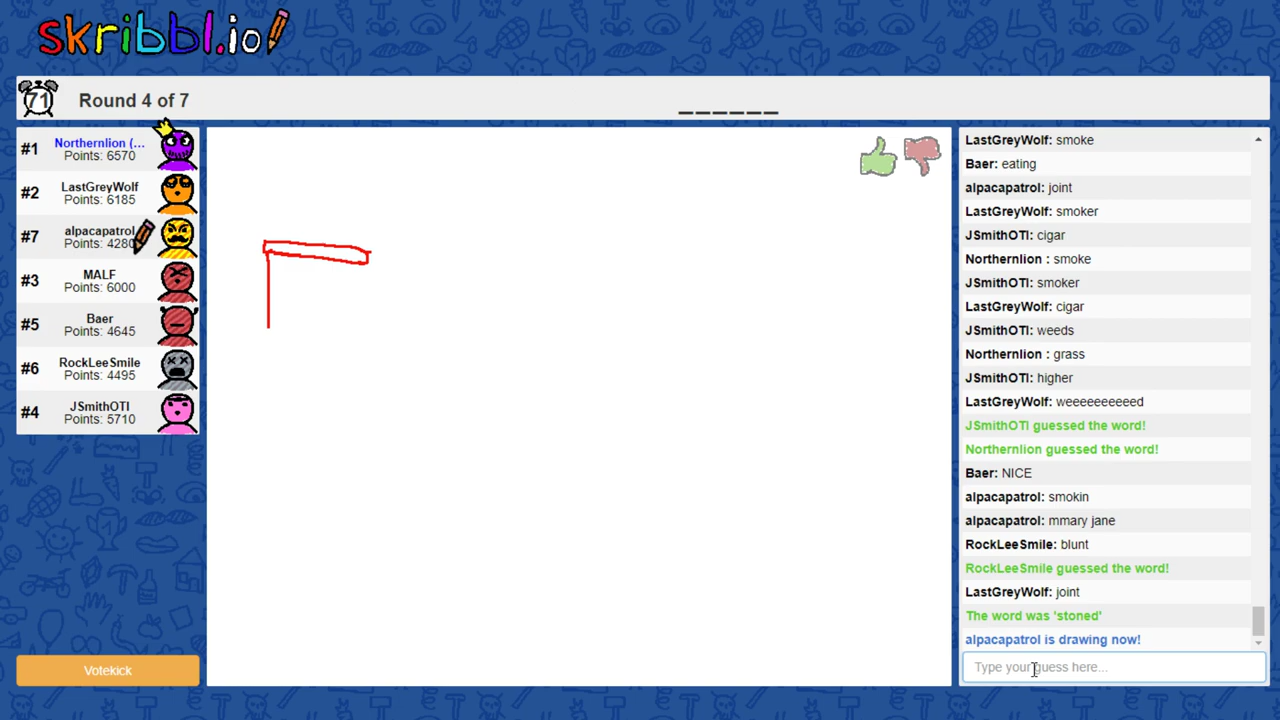 skribbl.io
71 Round 4 of 7
______
#1 Northernlion (...
Points: 6570
#2 LastGreyWolf
Points: 6185
#7 alpacapatrol
Points: 4280
#3 MALF
Points: 6000
#5 Baer
Points: 4645
#6 RockLeeSmile
Points: 4495
#4 JSmithOTI
Points: 5710
Votekick
LastGreyWolf: smoke
Baer: eating
alpacapatrol: joint
LastGreyWolf: smoker
JSmithOTI: cigar
Northernlion : smoke
JSmithOTI: smoker
LastGreyWolf: cigar
JSmithOTI: weeds
Northernlion : grass
JSmithOTI: higher
LastGreyWolf: weeeeeeeeeed
JSmithOTI guessed the word!
Northernlion guessed the word!
Baer: NICE
alpacapatrol: smokin
alpacapatrol: mmary jane
RockLeeSmile: blunt
RockLeeSmile guessed the word!
LastGreyWolf: joint
The word was 'stoned'
alpacapatrol is drawing now!
Type your guess here...